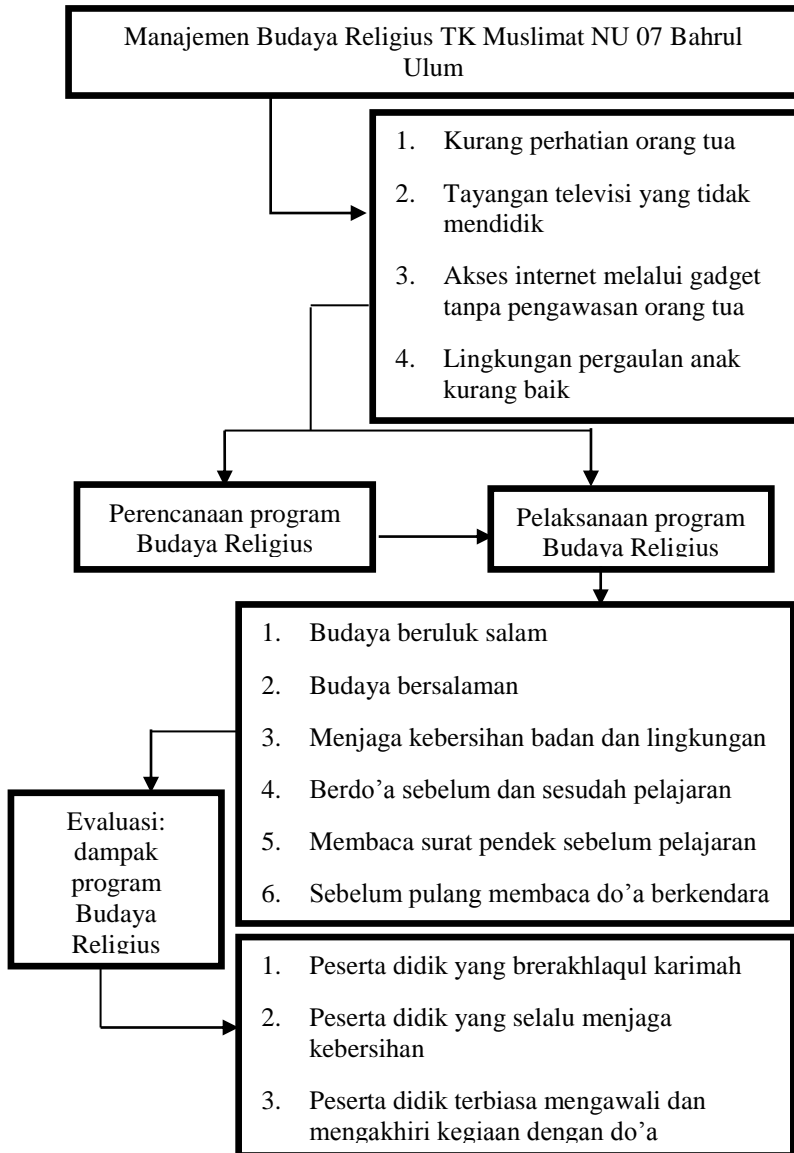 Manajemen Budaya Religius TK Muslimat NU 07 Bahrul
Ulum
1. Kurang perhatian orang tua
2. Tayangan televisi yang tidak
mendidik
3. Akses internet melalui gadget
tanpa pengawasan orang tua
4. Lingkungan pergaulan anak
kurang baik
Perencanaan program
Budaya Religius
Pelaksanaan program
Budaya Religius
1. Budaya beruluk salam
2. Budaya bersalaman
3. Menjaga kebersihan badan dan lingkungan
4. Berdo’a sebelum dan sesudah pelajaran
5. Membaca surat pendek sebelum pelajaran
6. Sebelum pulang membaca do’a berkendara
Evaluasi:
dampak
program
Budaya
Religius
1. Peserta didik yang brerakhlaqul karimah
2. Peserta didik yang selalu menjaga
kebersihan
3. Peserta didik terbiasa mengawali dan
mengakhiri kegiaan dengan do’a